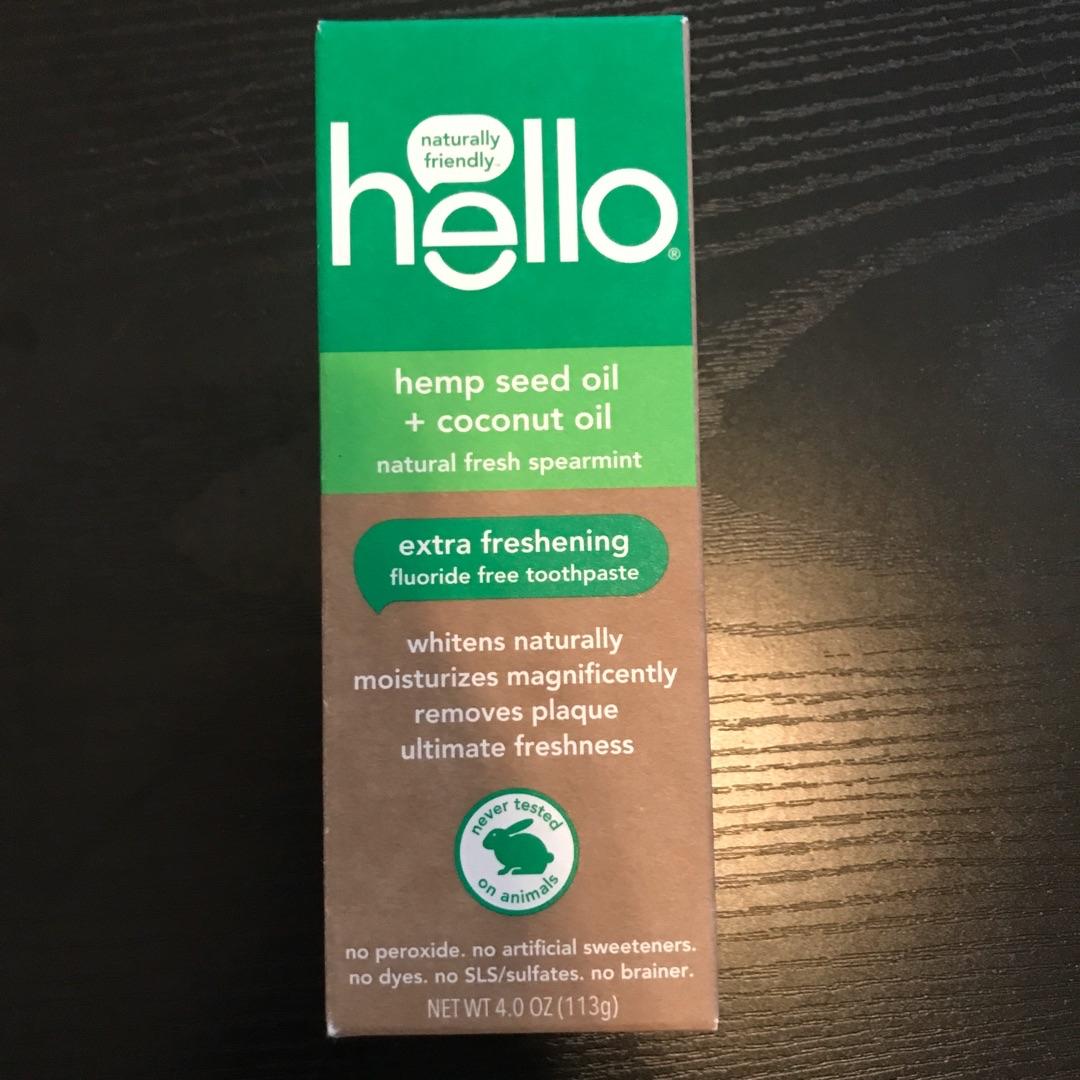 naturally
friendly™
hello®
hemp seed oil
+ coconut oil
natural fresh spearmint
extra freshening
fluoride free toothpaste
whitens naturally
moisturizes magnificently
removes plaque
ultimate freshness
never tested
on animals
no peroxide. no artificial sweeteners.
no dyes. no SLS/sulfates. no brainer.
NET WT 4.0 OZ (113g)